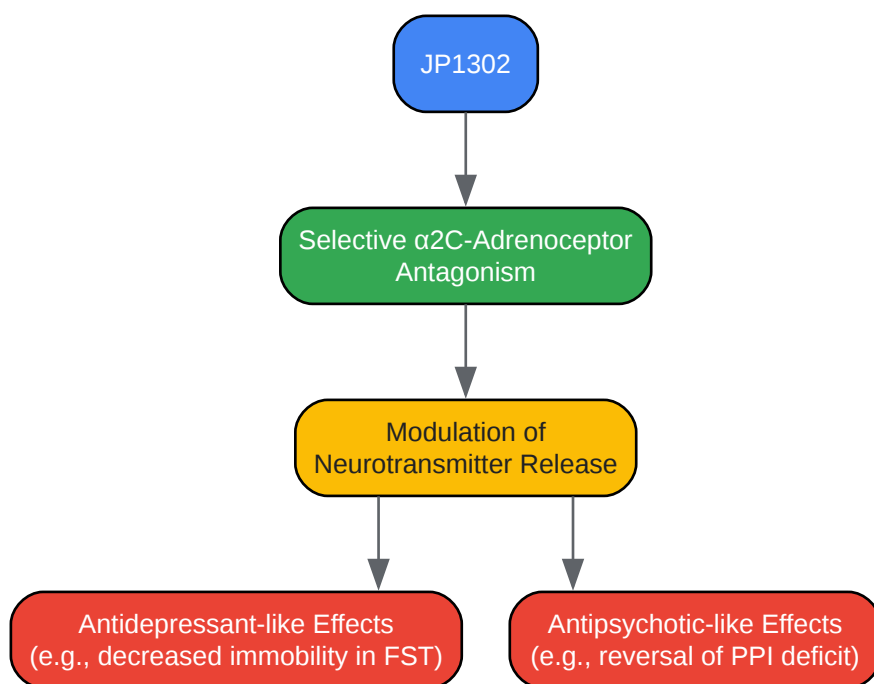 JP1302
Selective α2C-Adrenoceptor
Antagonism
Modulation of
Neurotransmitter Release
Antidepressant-like Effects
(e.g., decreased immobility in FST)
Antipsychotic-like Effects
(e.g., reversal of PPI deficit)